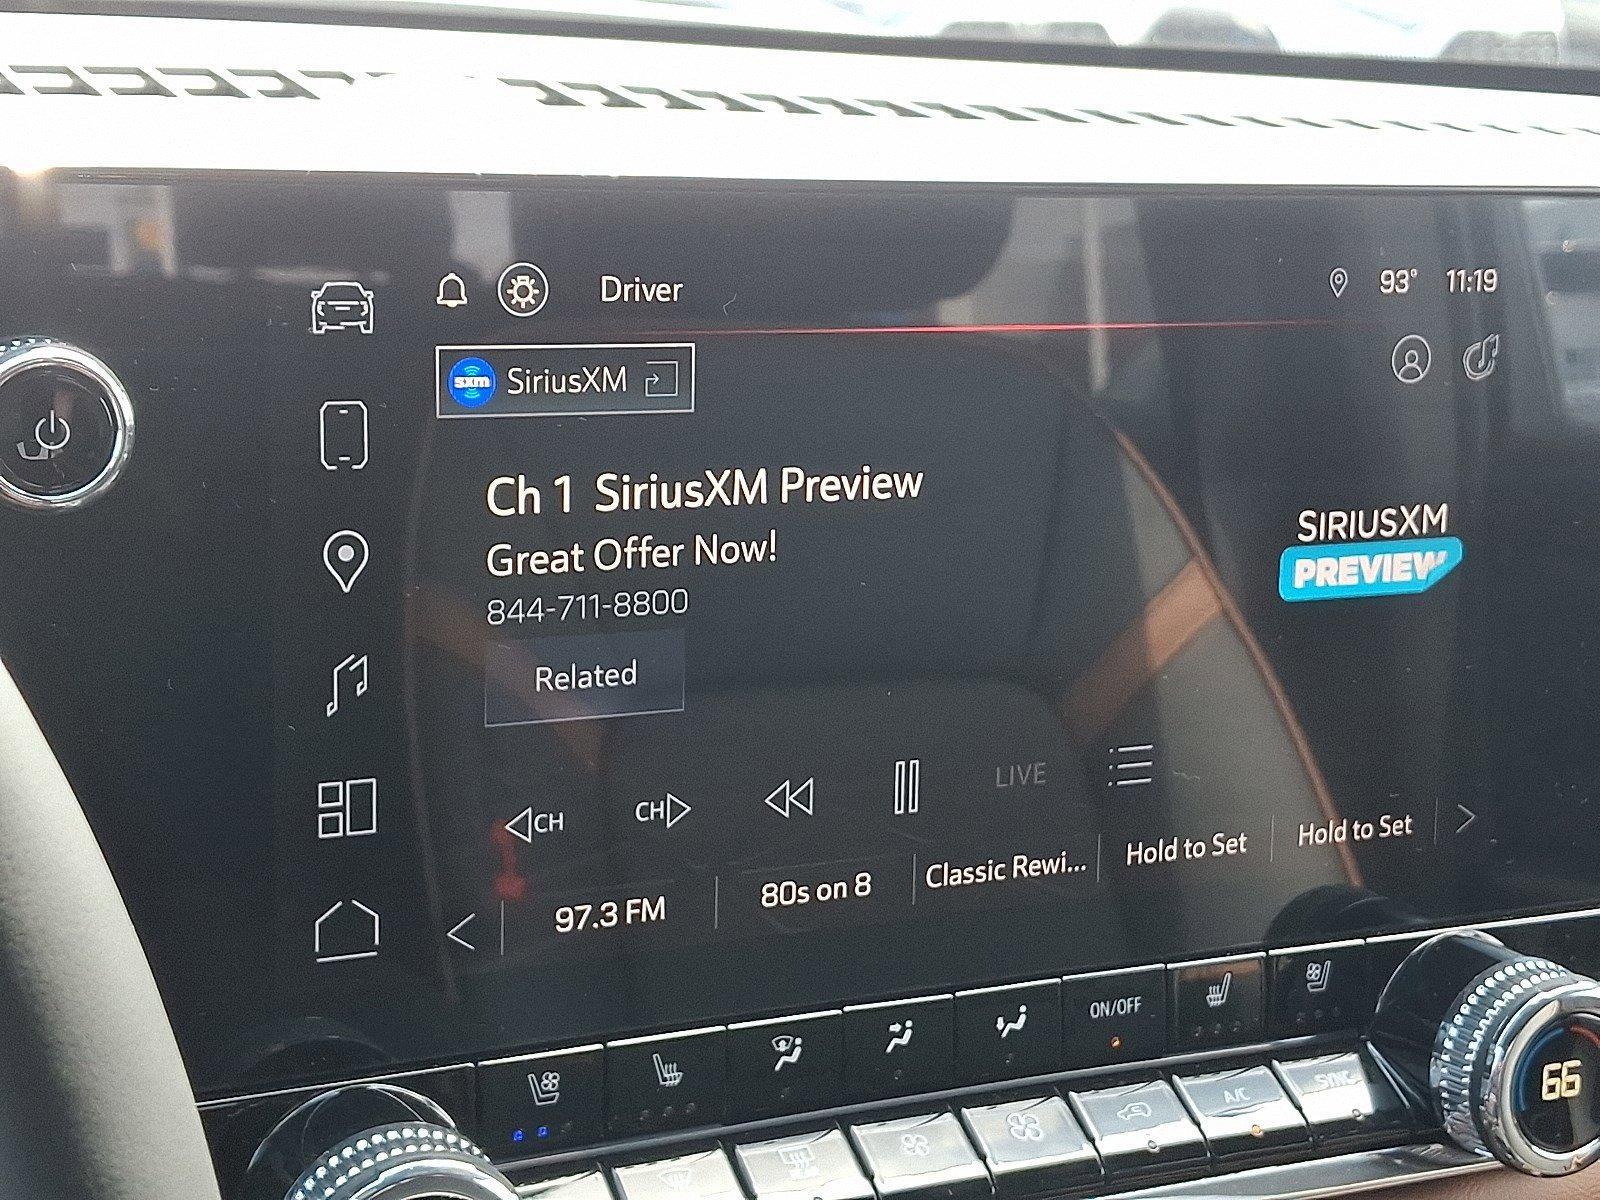 Driver
93° 11:19
sxm SiriusXM
Ch 1 SiriusXM Preview
Great Offer Now!
844-711-8800
SIRIUSXM
PREVIEW
Related
CH CH LIVE
97.3 FM 80s on 8 Classic Rewi... Hold to Set Hold to Set
ON/OFF
A/C SYNC
66